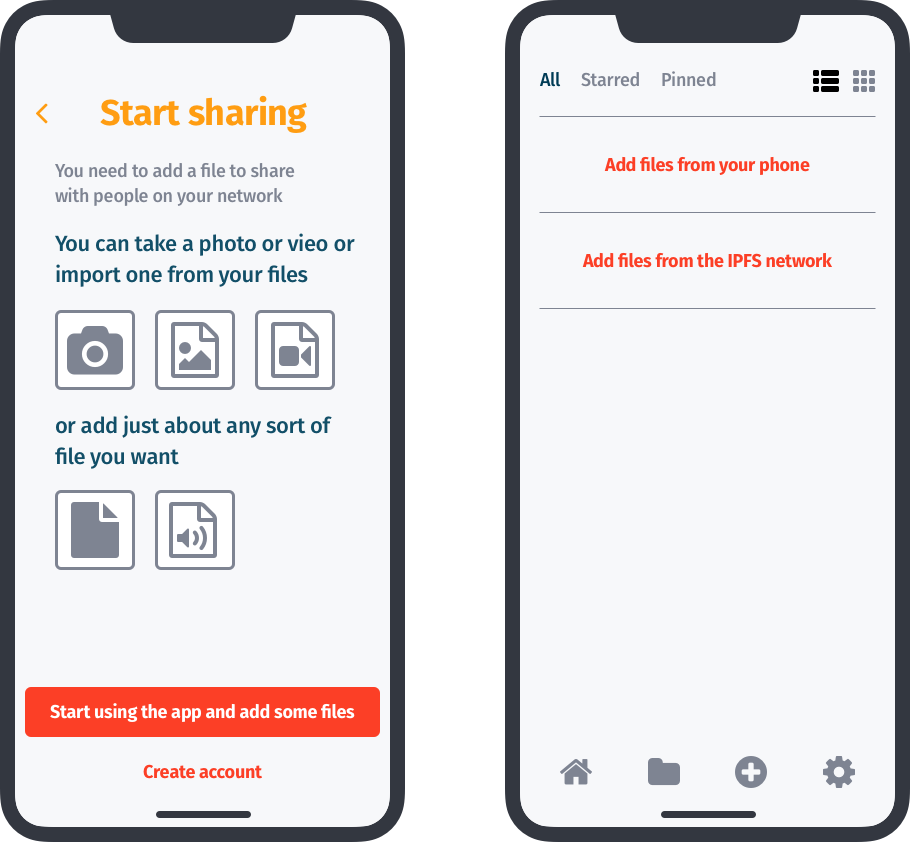 Start sharing
You need to add a file to share
with people on your network
You can take a photo or vieo or
import one from your files
or add just about any sort of
file you want
Start using the app and add some files
Create account
All Starred Pinned
Add files from your phone
Add files from the IPFS network